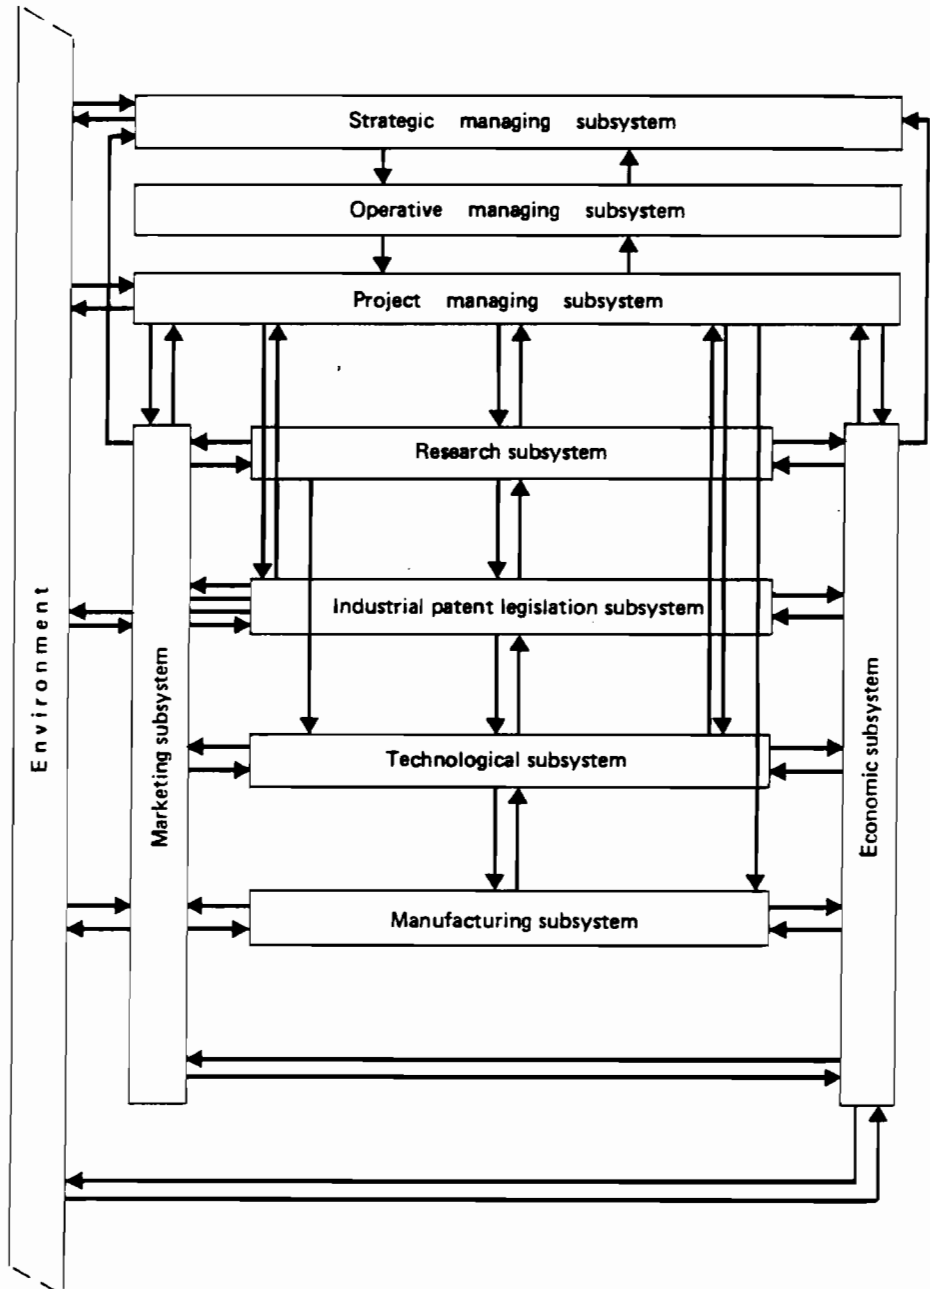 Strategic managing subsystem
Operative managing subsystem
Project managing subsystem
Research subsystem
Industrial patent legislation subsystem
Technological subsystem
Manufacturing subsystem
Environment
Marketing subsystem
Economic subsystem